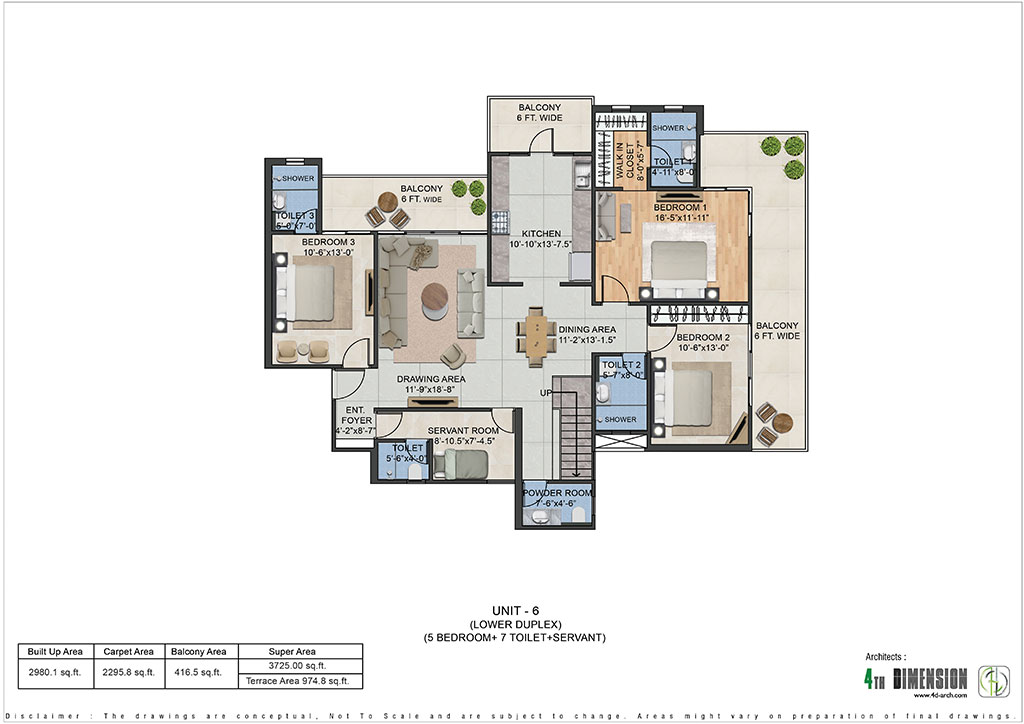 BALCONY
6 FT. WIDE
SHOWER
TOILET 1
4'-11"x8'-0"
WALK IN
CLOSET
8'-0"x5'-7"
SHOWER
TOILET 3
5'-0"x7'-0"
BALCONY
6 FT. WIDE
BEDROOM 1
16'-5"x11'-11"
KITCHEN
10'-10"x13'-7.5"
BEDROOM 3
10'-6"x13'-0"
DINING AREA
11'-2"x13'-1.5"
BALCONY
6 FT. WIDE
BEDROOM 2
10'-6"x13'-0"
TOILET 2
5'-7"x8'-0"
SHOWER
DRAWING AREA
11'-9"x18'-8"
UP
ENT.
FOYER
4'-2"x8'-7"
SERVANT ROOM
8'-10.5"x7'-4.5"
TOILET
5'-6"x4'-0"
POWDER ROOM
7'-6"x4'-6"
UNIT - 6
(LOWER DUPLEX)
(5 BEDROOM+ 7 TOILET+SERVANT)
Built Up Area Carpet Area Balcony Area Super Area
2980.1 sq.ft. 2295.8 sq.ft. 416.5 sq.ft. 3725.00 sq.ft.
Terrace Area 974.8 sq.ft.
Architects :
4TH DIMENSION
www.4d-arch.com
Disclaimer : The drawings are conceptual, Not To Scale and are subject to change. Areas might vary on preparation of final drawings.